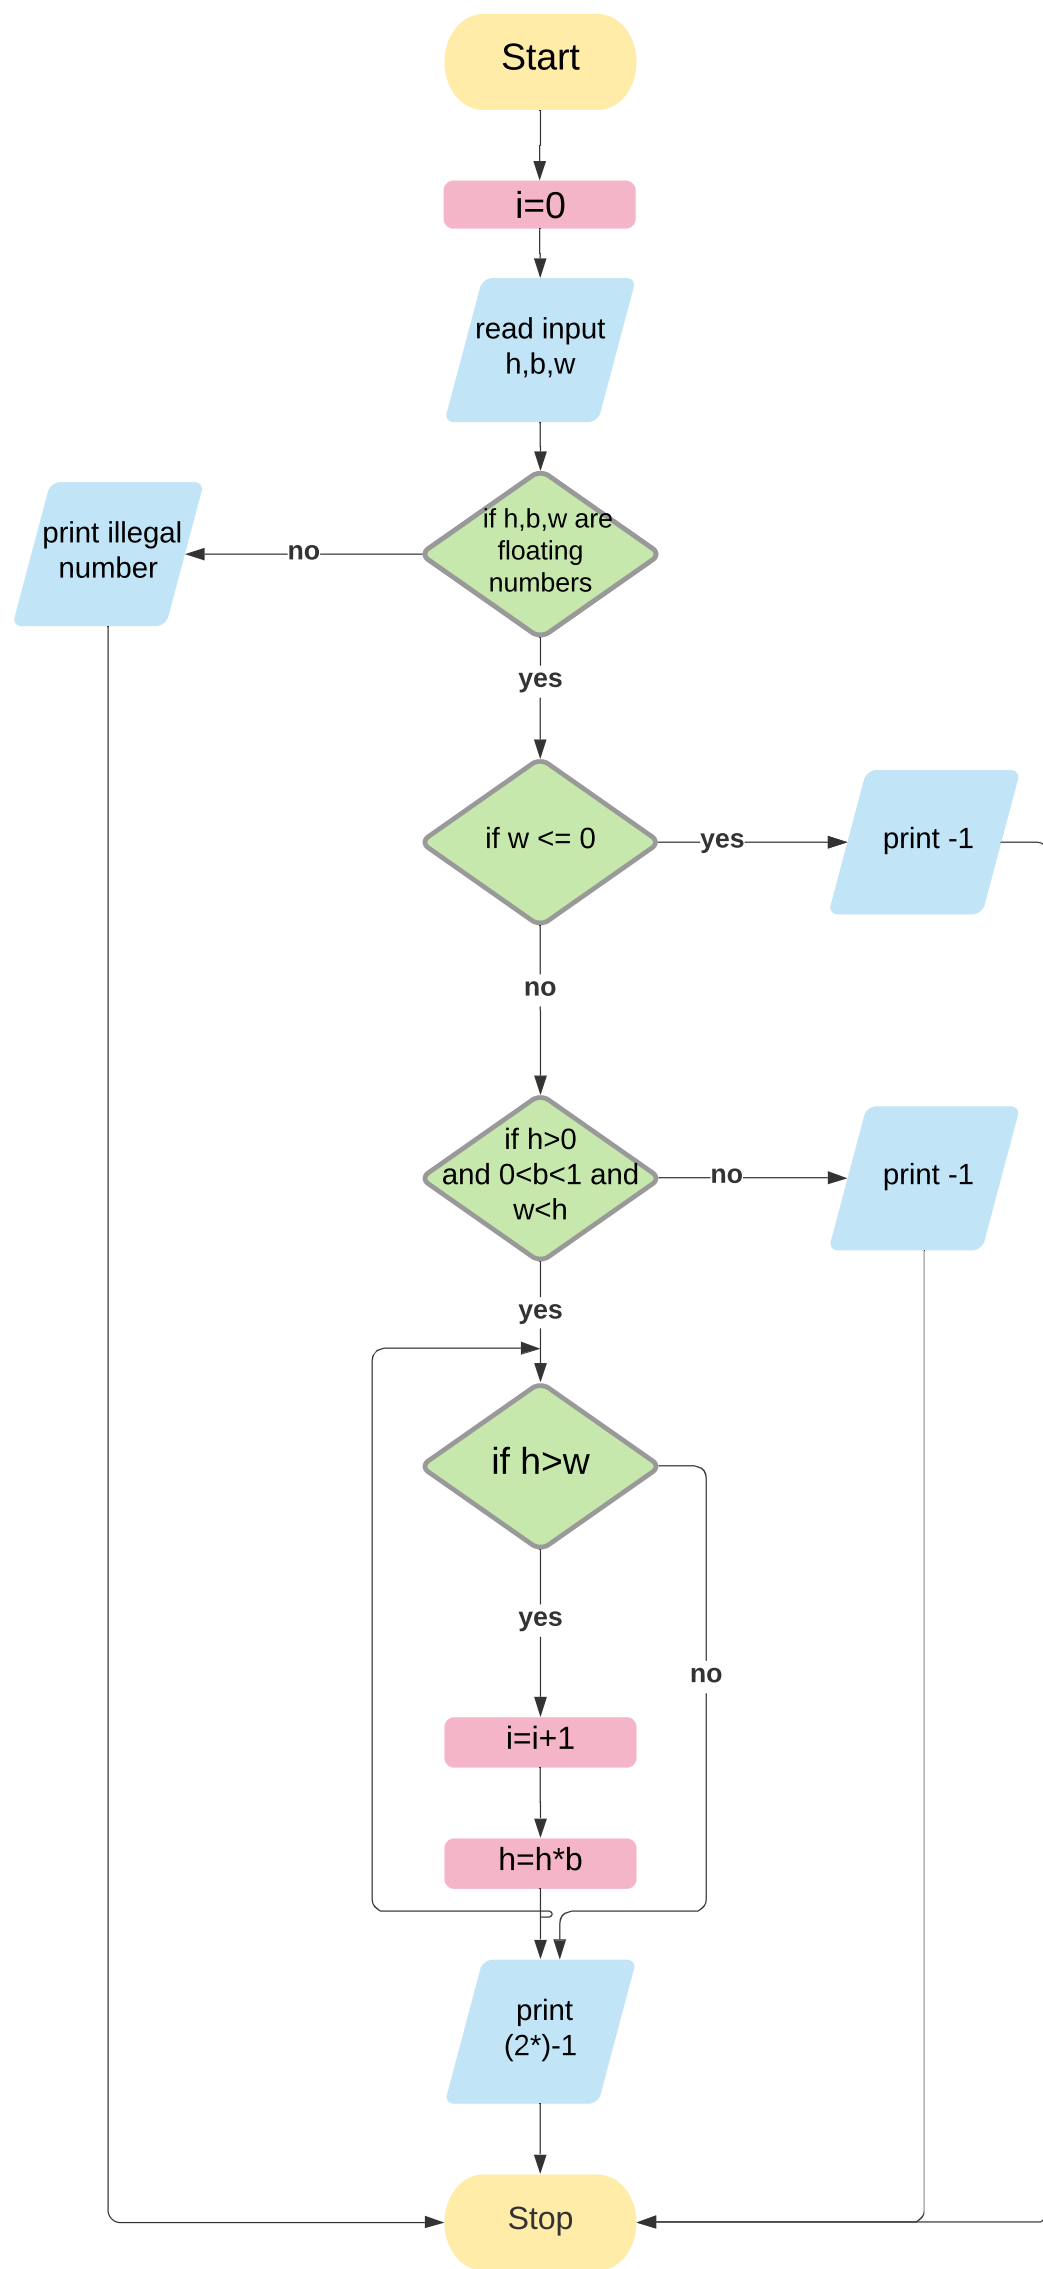 Start
i=0
read input
h,b,w
if h,b,w are
floating
numbers
no
print illegal
number
yes
if w <= 0
yes
print -1
no
if h>0
and 0<b<1 and
w<h
no
print -1
yes
if h>w
yes
no
i=i+1
h=h*b
print
(2*)-1
Stop